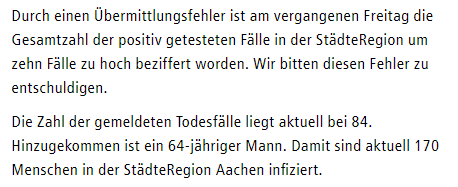 Durch einen Übermittlungsfehler ist am vergangenen Freitag die
Gesamtzahl der positiv getesteten Fälle in der StädteRegion um
zehn Fälle zu hoch beziffert worden. Wir bitten diesen Fehler zu
entschuldigen.
Die Zahl der gemeldeten Todesfälle liegt aktuell bei 84.
Hinzugekommen ist ein 64-jähriger Mann. Damit sind aktuell 170
Menschen in der StädteRegion Aachen infiziert.